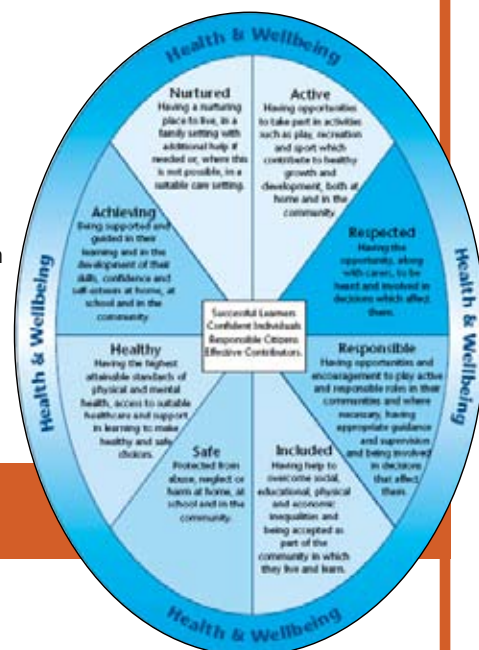 Health & Wellbeing
Nurtured
Having a nurturing
place to live, in a
family setting with
additional help if
needed or, where this
is not possible, in a
suitable care setting.
Active
Having opportunities
to take part in activities
such as play, recreation
and sport which
contribute to healthy
growth and
development, both at
home and in the
community.
Achieving
Being supported and
guided in their
learning and in the
development of their
skills, confidence and
self-esteem at home, at
school and in the
community.
Respected
Having the
opportunity, along
with carers, to be
heard and involved in
decisions which affect
them.
Health & Wellbeing
Health & Wellbeing
Successful Learners
Confident Individuals
Responsible Citizens
Effective Contributors.
Healthy
Having the highest
attainable standards of
physical and mental
health, access to suitable
healthcare and support
in learning to make
healthy and safe
choices.
Responsible
Having opportunities and
encouragement to play active
and responsible roles in their
communities and where
necessary, having
appropriate guidance
and supervision
and being involved
in decisions
that affect
them.
Safe
Protected from
abuse, neglect or
harm at home, at
school and in the
community.
Included
Having help to
overcome social,
educational, physical
and economic
inequalities and
being accepted as
part of the
community in which
they live and learn.
Health & Wellbeing